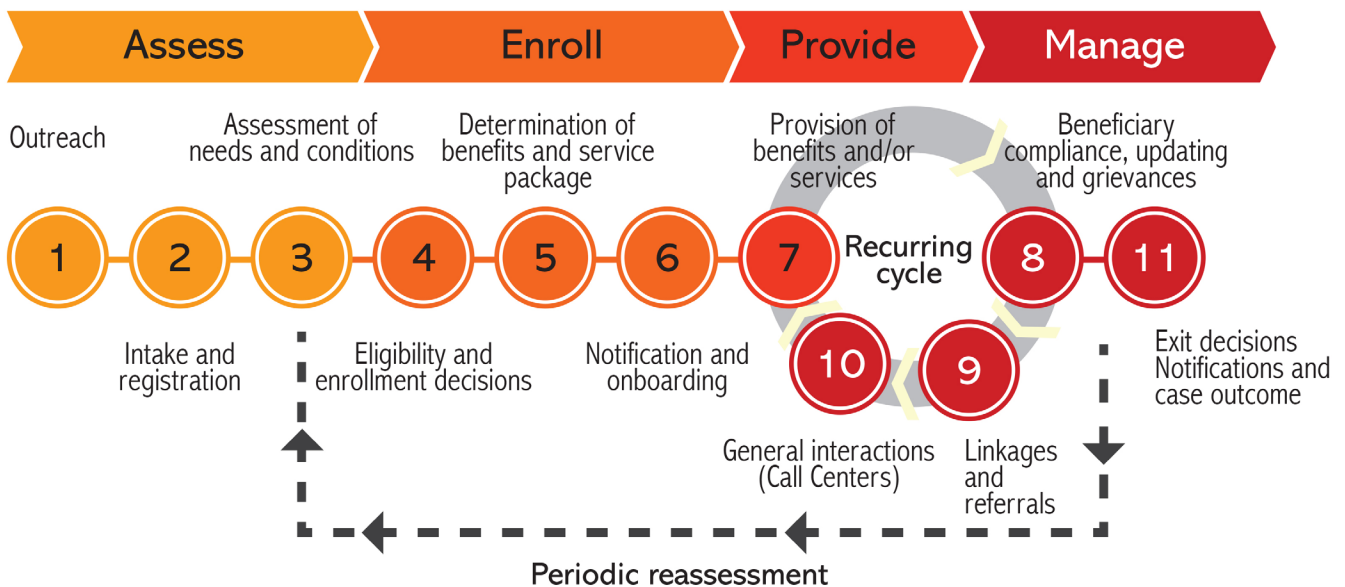 Assess
Enroll
Provide
Manage
Outreach
Assessment of
needs and conditions
Determination of
benefits and service
package
Provision of
benefits and/or
services
Beneficiary
compliance, updating
and grievances
1
2
3
4
5
6
7
Recurring
cycle
8
11
10
9
Intake and
registration
Eligibility and
enrollment decisions
Notification and
onboarding
Exit decisions
Notifications and
case outcome
General interactions
(Call Centers)
Linkages
and
referrals
Periodic reassessment